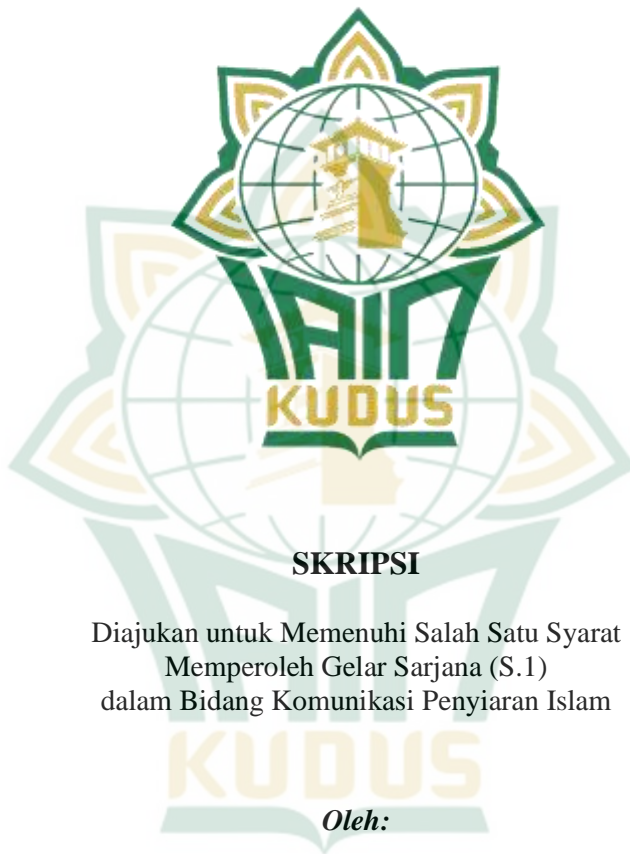 IAIN
KUDUS
SKRIPSI
Diajukan untuk Memenuhi Salah Satu Syarat
Memperoleh Gelar Sarjana (S.1)
dalam Bidang Komunikasi Penyiaran Islam
KUDUS
Oleh: